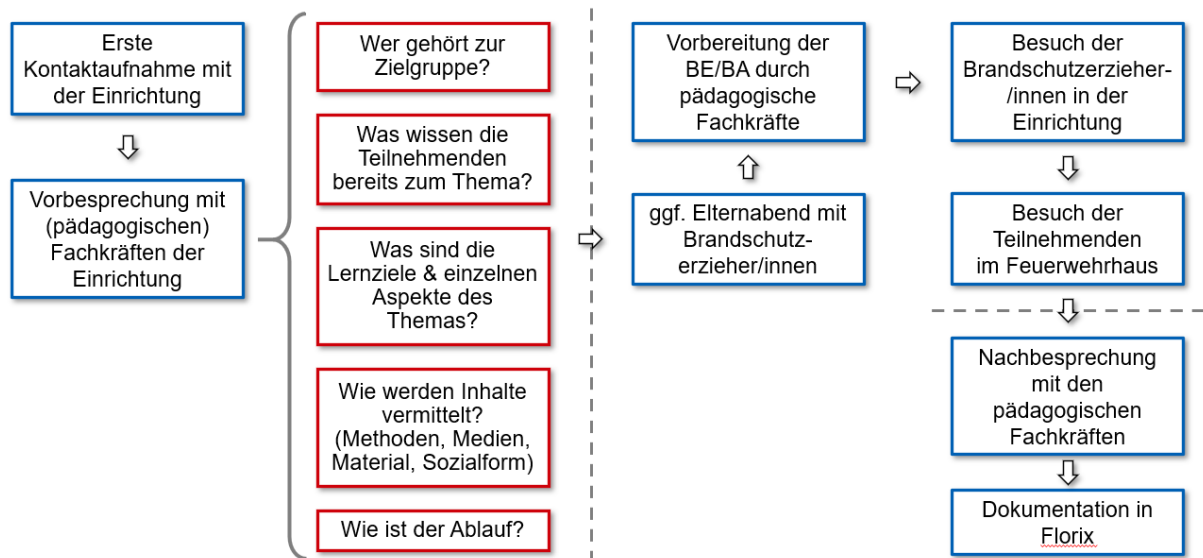 Erste
Kontaktaufnahme mit
der Einrichtung
Vorbesprechung mit
(pädagogischen)
Fachkräften der
Einrichtung
Wer gehört zur
Zielgruppe?
Was wissen die
Teilnehmenden
bereits zum Thema?
Was sind die
Lernziele & einzelnen
Aspekte des
Themas?
Wie werden Inhalte
vermittelt?
(Methoden, Medien,
Material, Sozialform)
Wie ist der Ablauf?
ggf. Elternabend mit
Brandschutz-
erzieher/innen
Vorbereitung der
BE/BA durch
pädagogische
Fachkräfte
Besuch der
Brandschutzerzieher-
/innen in der
Einrichtung
Besuch der
Teilnehmenden
im Feuerwehrhaus
Nachbesprechung
mit den
pädagogischen
Fachkräften
Dokumentation in
Florix